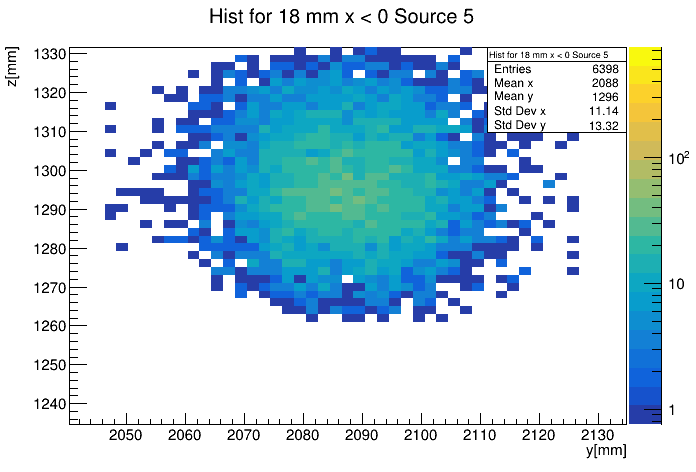 Hist for 18 mm x < 0 Source 5
z[mm]
1330
1320
1310
1300
1290
1280
1270
1260
1250
1240
Hist for 18 mm x < 0 Source 5
Entries 6398
Mean x 2088
Mean y 1296
Std Dev x 11.14
Std Dev y 13.32
10²
10
1
2050 2060 2070 2080 2090 2100 2110 2120 2130
y[mm]